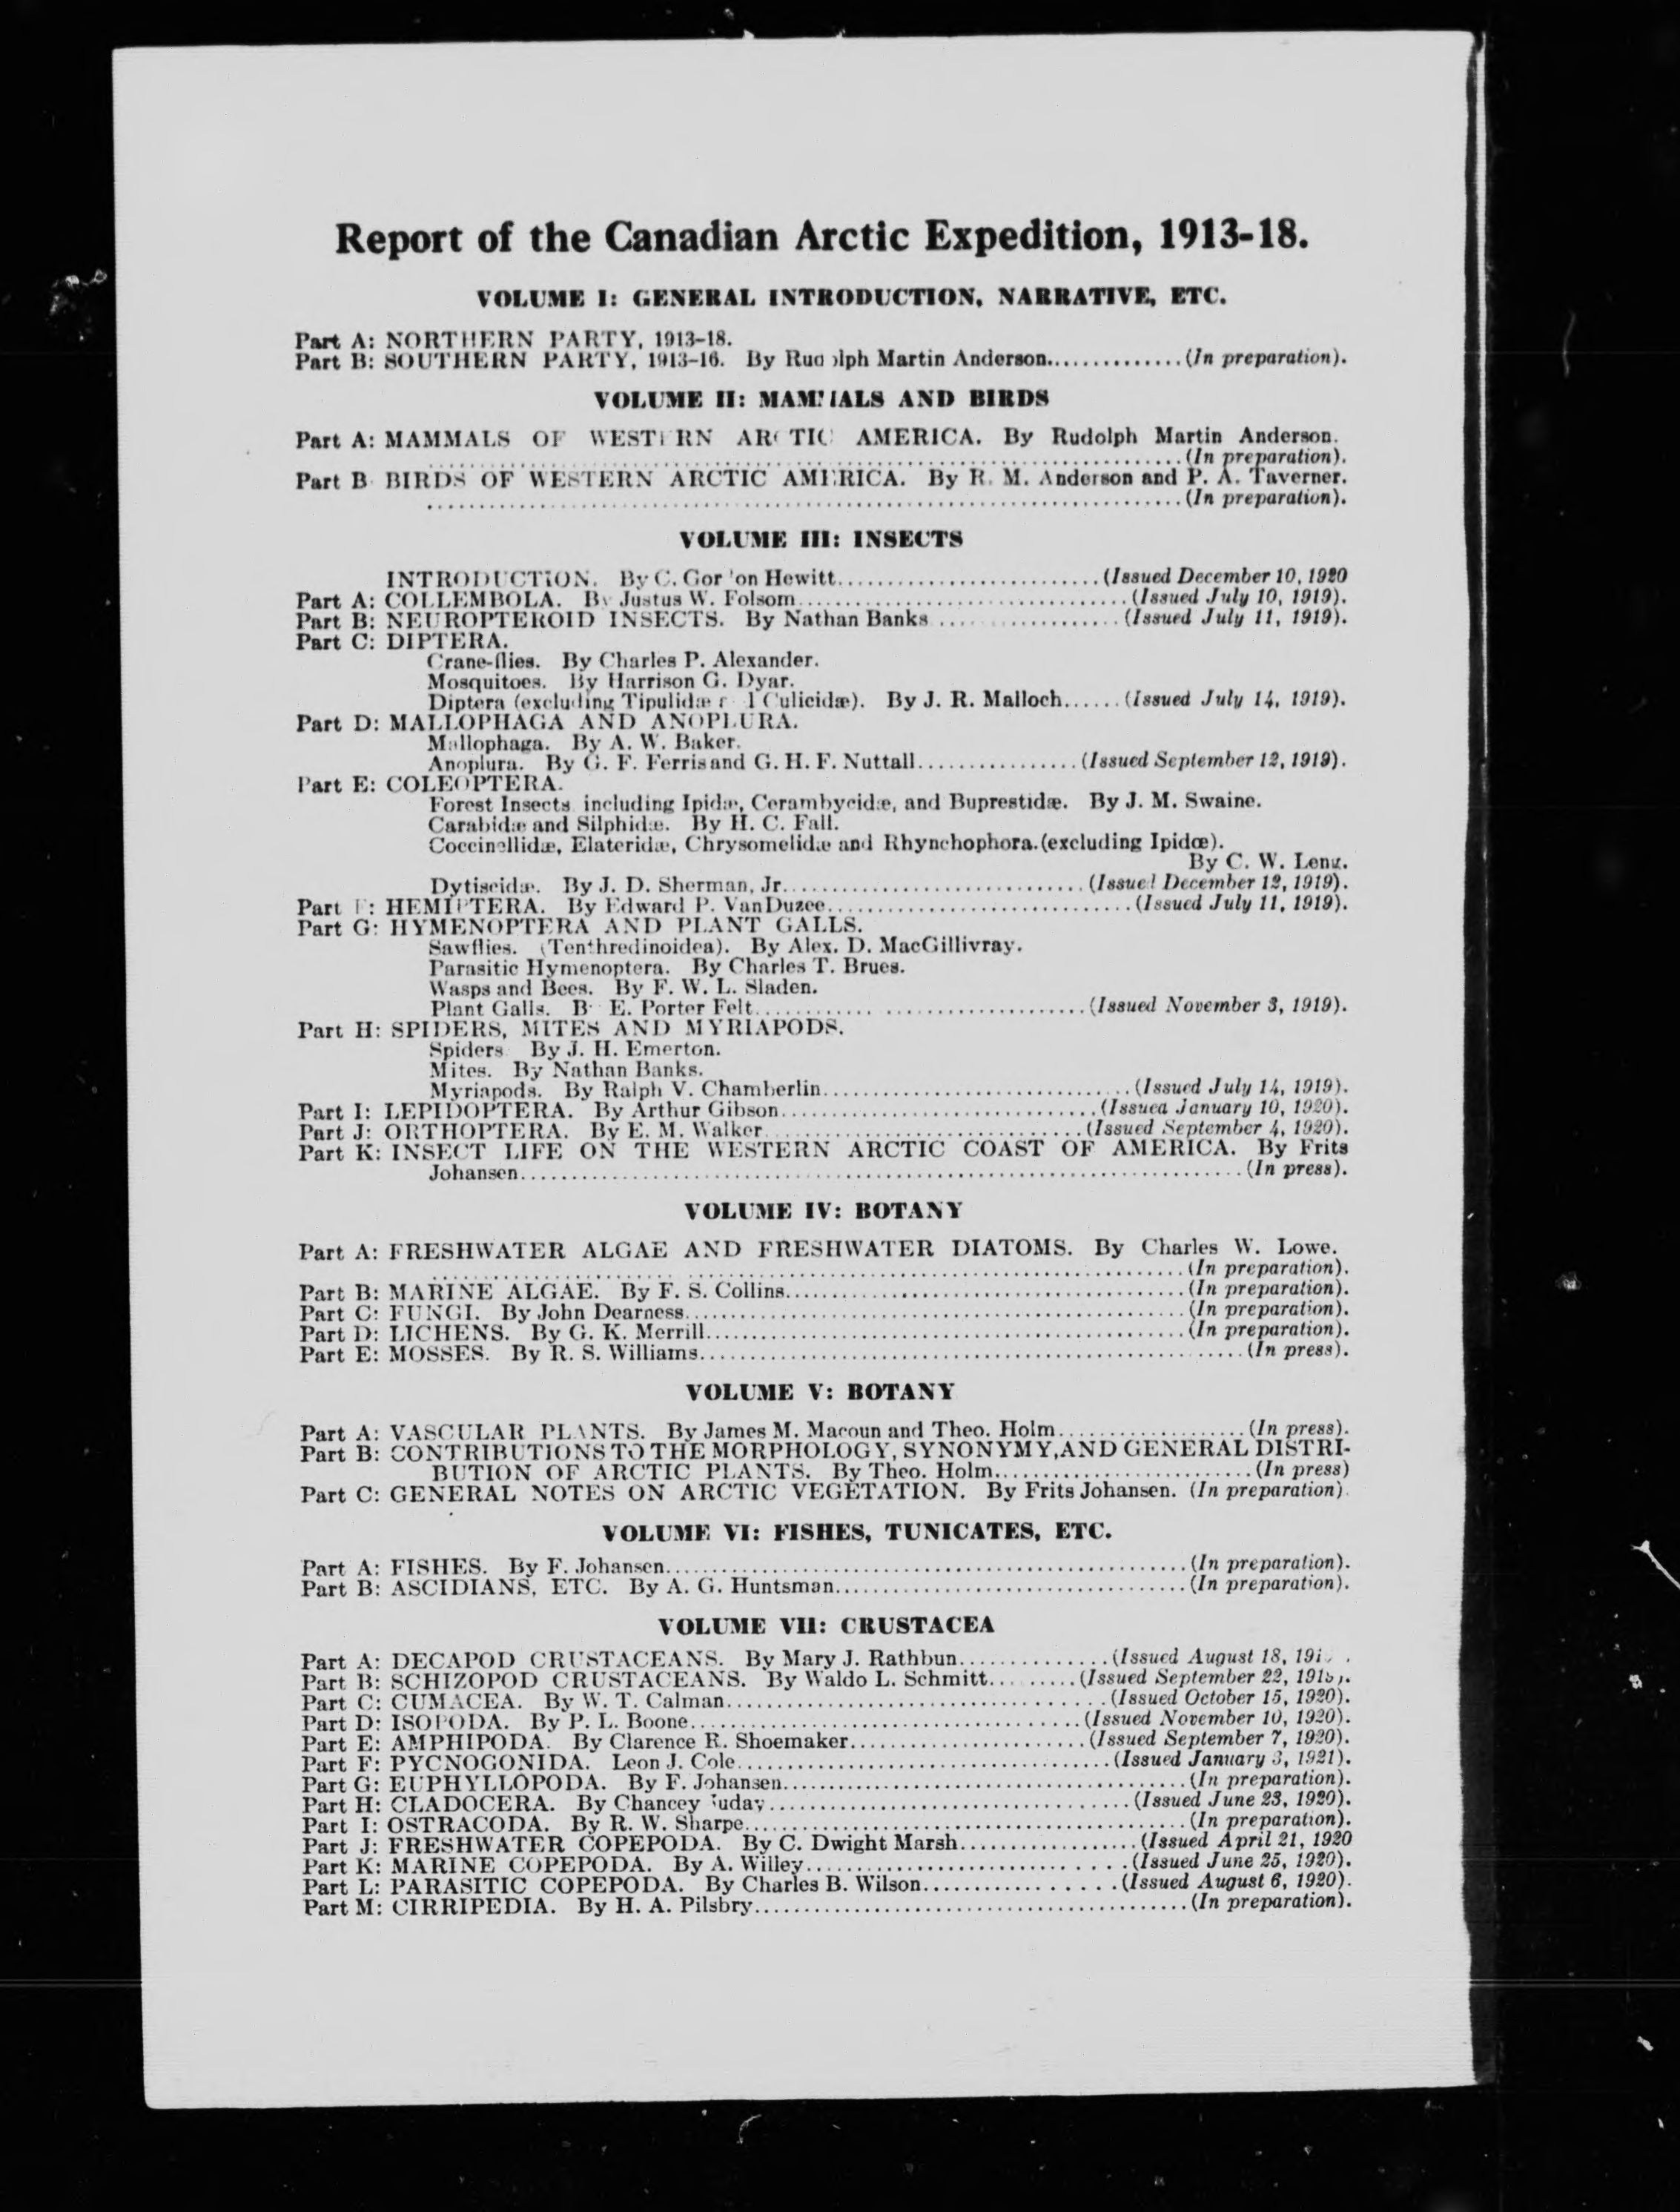 Report of the Canadian Arctic Expedition, 1913-18.
VOLUME I: GENERAL INTRODUCTION, NARRATIVE, ETC.
Part A: NORTHERN PARTY, 1913-18.
Part B: SOUTHERN PARTY, 1913-16. By Rudolph Martin Anderson..............(In preparation).
VOLUME II: MAMMALS AND BIRDS
Part A: MAMMALS OF WESTERN ARCTIC AMERICA. By Rudolph Martin Anderson.
..............(In preparation).
Part B BIRDS OF WESTERN ARCTIC AMERICA. By R. M. Anderson and P. A. Taverner.
..............(In preparation).
VOLUME III: INSECTS
INTRODUCTION. By C. Gordon Hewitt..............(Issued December 10, 1920
Part A: COLLEMBOLA. By Justus W. Folsom..............(Issued July 10, 1919).
Part B: NEUROPTEROID INSECTS. By Nathan Banks ..............(Issued July 11, 1919).
Part C: DIPTERA.
Crane-flies. By Charles P. Alexander.
Mosquitoes. By Harrison G. Dyar.
Diptera (excluding Tipulidæ and Culicidæ). By J. R. Malloch......(Issued July 14, 1919).
Part D: MALLOPHAGA AND ANOPLURA.
Mallophaga. By A. W. Baker.
Anoplura. By G. F. Ferris and G. H. F. Nuttall..............(Issued September 12, 1919).
Part E: COLEOPTERA.
Forest Insects including Ipidæ, Cerambycidæ, and Buprestidæ. By J. M. Swaine.
Carabidæ and Silphidæ. By H. C. Fall.
Coccinellidæ, Elateridæ, Chrysomelidæ and Rhynchophora.(excluding Ipidœ).
By C. W. Leng.
Dytiscidæ. By J. D. Sherman, Jr..............(Issued December 12, 1919).
Part F: HEMIPTERA. By Edward P. VanDuzee..............(Issued July 11, 1919).
Part G: HYMENOPTERA AND PLANT GALLS.
Sawflies. (Tenthredinoidea). By Alex. D. MacGillivray.
Parasitic Hymenoptera. By Charles T. Brues.
Wasps and Bees. By F. W. L. Sladen.
Plant Galls. By E. Porter Felt..............(Issued November 3, 1919).
Part H: SPIDERS, MITES AND MYRIAPODS.
Spiders By J. H. Emerton.
Mites. By Nathan Banks.
Myriapods. By Ralph V. Chamberlin..............(Issued July 14, 1919).
Part I: LEPIDOPTERA. By Arthur Gibson..............(Issued January 10, 1920).
Part J: ORTHOPTERA. By E. M. Walker..............(Issued September 4, 1920).
Part K: INSECT LIFE ON THE WESTERN ARCTIC COAST OF AMERICA. By Frits
Johansen..............(In press).
VOLUME IV: BOTANY
Part A: FRESHWATER ALGAE AND FRESHWATER DIATOMS. By Charles W. Lowe.
..............(In preparation).
Part B: MARINE ALGAE. By F. S. Collins..............(In preparation).
Part C: FUNGI. By John Dearness..............(In preparation).
Part D: LICHENS. By G. K. Merrill..............(In preparation).
Part E: MOSSES. By R. S. Williams..............(In press).
VOLUME V: BOTANY
Part A: VASCULAR PLANTS. By James M. Macoun and Theo. Holm..............(In press).
Part B: CONTRIBUTIONS TO THE MORPHOLOGY, SYNONYMY, AND GENERAL DISTRI-
BUTION OF ARCTIC PLANTS. By Theo. Holm..............(In press)
Part C: GENERAL NOTES ON ARCTIC VEGETATION. By Frits Johansen. (In preparation).
VOLUME VI: FISHES, TUNICATES, ETC.
Part A: FISHES. By F. Johansen..............(In preparation).
Part B: ASCIDIANS, ETC. By A. G. Huntsman..............(In preparation).
VOLUME VII: CRUSTACEA
Part A: DECAPOD CRUSTACEANS. By Mary J. Rathbun..............(Issued August 18,
Part B: SCHIZOPOD CRUSTACEANS. By Waldo L. Schmitt.........(Issued September 22,
Part C: CUMACEA. By W. T. Calman..............(Issued October 15, 1920).
Part D: ISOPODA. By P. L. Boone..............(Issued November 10, 1920).
Part E: AMPHIPODA. By Clarence R. Shoemaker..............(Issued September 7, 1920).
Part F: PYCNOGONIDA. Leon J. Cole..............(Issued January 3, 1921).
Part G: EUPHYLLOPODA. By F. Johansen..............(In preparation).
Part H: CLADOCERA. By Chancey Juday..............(Issued June 23, 1920).
Part I: OSTRACODA. By R. W. Sharpe..............(In preparation).
Part J: FRESHWATER COPEPODA. By C. Dwight Marsh..............(Issued April 21, 1920
Part K: MARINE COPEPODA. By A. Willey..............(Issued June 25, 1920).
Part L: PARASITIC COPEPODA. By Charles B. Wilson..............(Issued August 6, 1920).
Part M: CIRRIPEDIA. By H. A. Pilsbry..............(In preparation).